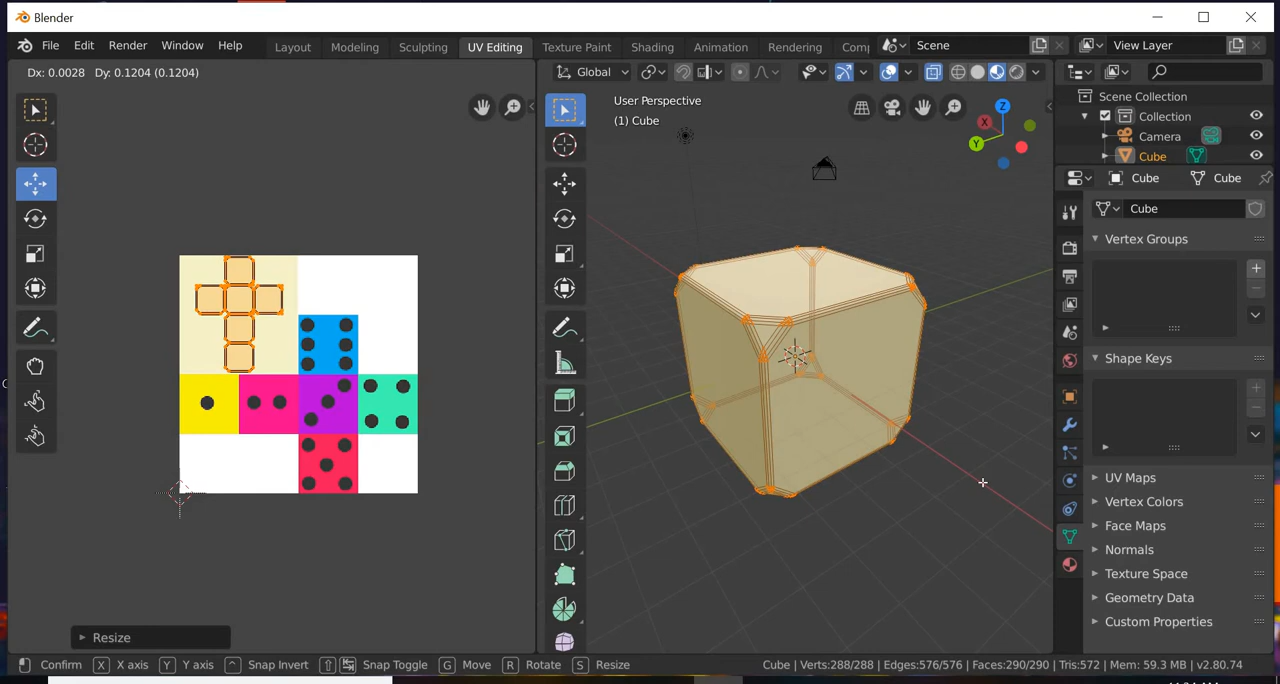 Blender
File Edit Render Window Help Layout Modeling Sculpting UV Editing Texture Paint Shading Animation Rendering Comp Scene View Layer
Dx: 0.0028 Dy: 0.1204 (0.1204)
Global
User Perspective
(1) Cube
X
Y
Z
Scene Collection
Collection
Camera
Cube
Cube Cube
Cube
Vertex Groups
Shape Keys
UV Maps
Vertex Colors
Face Maps
Normals
Texture Space
Geometry Data
Custom Properties
Resize
Confirm X X axis Y Y axis ^ Snap Invert Snap Toggle G Move R Rotate S Resize
Cube | Verts:288/288 | Edges:576/576 | Faces:290/290 | Tris:572 | Mem: 59.3 MB | v2.80.74